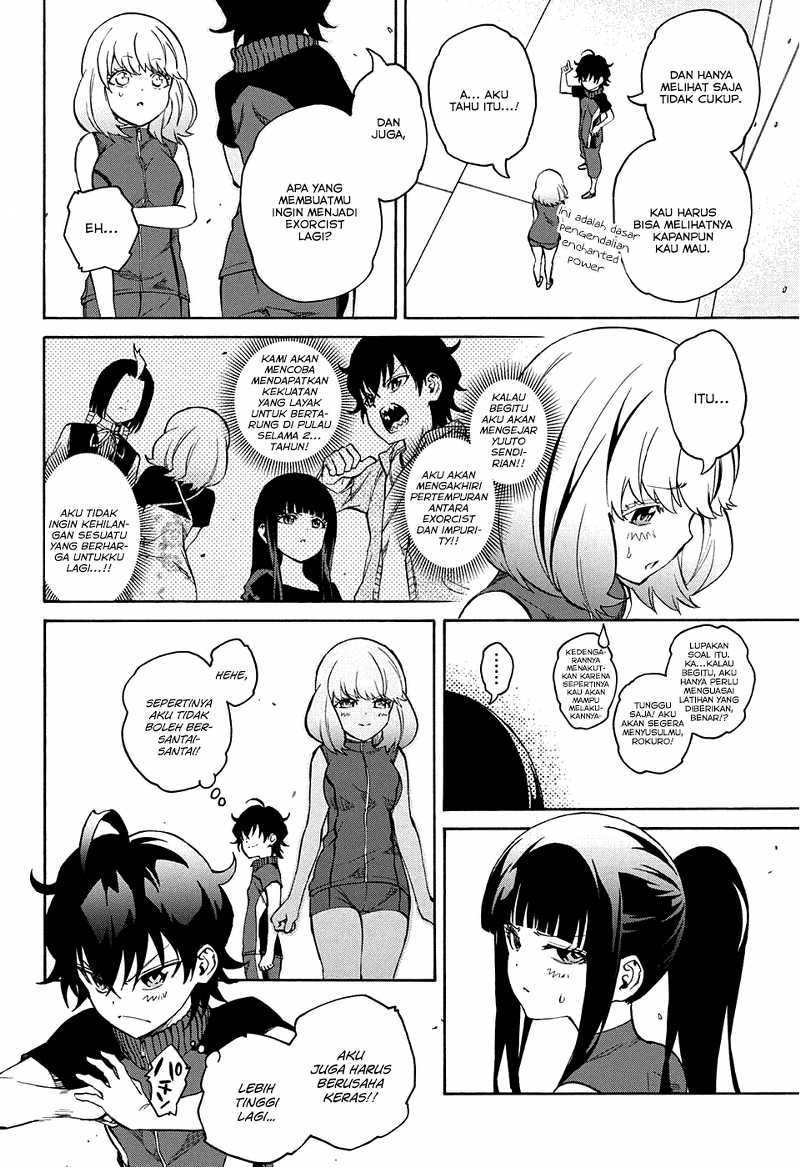 DAN HANYA
MELIHAT SAJA
TIDAK CUKUP.
KAU HARUS
BISA MELIHATNYA
KAPANPUN
KAU MAU.
A... AKU
TAHU ITU...!
Ini adalah dasar
pengendalian
enchanted
power
DAN
JUGA,
APA YANG
MEMBUATMU
INGIN MENJADI
EXORCIST
LAGI?
EH...
ITU...
KALAU
BEGITU
AKU AKAN
MENGEJAR
YUUTO
SENDI-
RIAN!!
AKU AKAN
MENGAKHIRI
PERTEMPURAN
ANTARA
EXORCIST
DAN IMPURI-
TY!!
KAMI AKAN
MENCOBA
MENDAPATKAN
KEKUATAN
YANG LAYAK
UNTUK BERTA-
RUNG DI PULAU
SELAMA 2...
TAHUN!
AKU TIDAK
INGIN KEHILAN-
GAN SESUATU
YANG BERHAR-
GA UNTUKKU
LAGI...!!
LUPAKAN
SOAL ITU.
KA...KALAU
BEGITU, AKU
HANYA PERLU
MENGUASAI
LATIHAN YANG
DIBERIKAN,
BENAR!?
TUNGGU
SAJA! AKU
AKAN SEGERA
MENYUSULMU,
ROKURO!
KEDENGA-
RANNYA
MENAKUT-
KAN KARENA
SEPERTINYA
KAU AKAN
MAMPU
MELAKU-
KANNYA-
......
HEHE,
SEPERTINYA
AKU TIDAK
BOLEH BER-
SANTAI-
SANTAI!
AKU
JUGA HARUS
BERUSAHA
KERAS!!
LEBIH
TINGGI
LAGI...